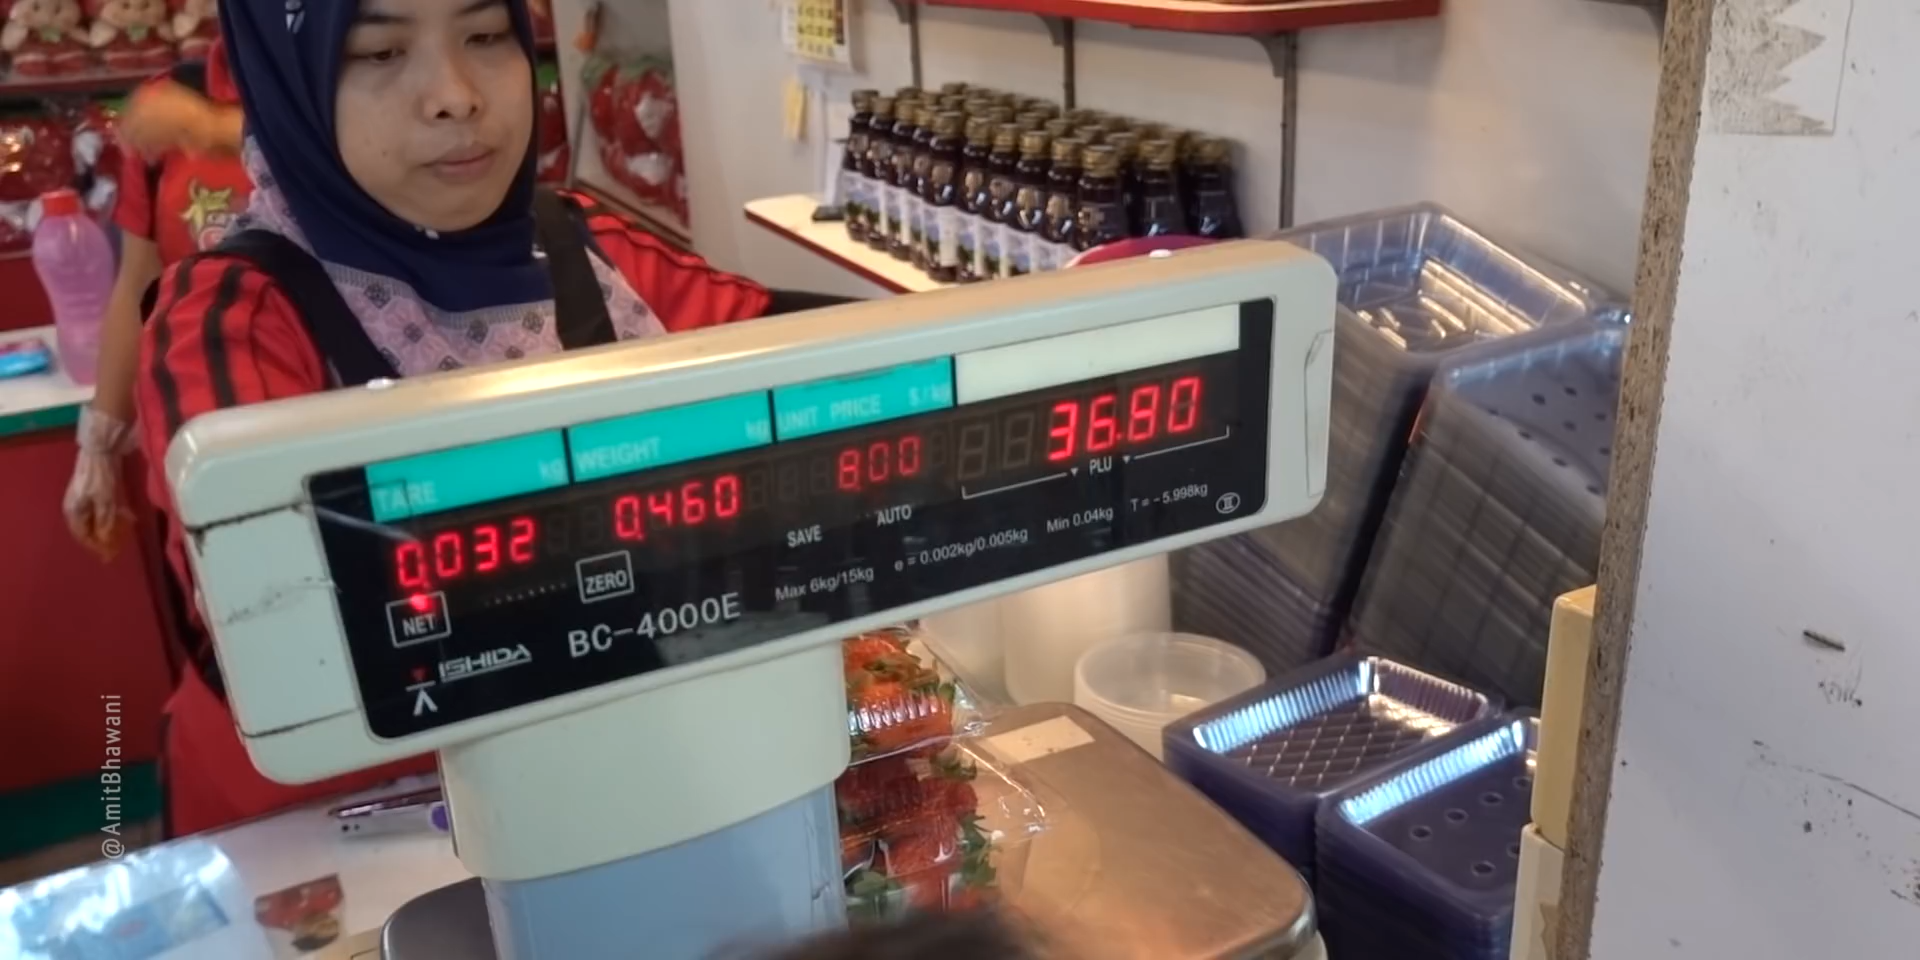 TARE kg WEIGHT kg UNIT PRICE $/kg
0.032 0.460 8.00 36.80
NET ZERO SAVE AUTO PLU
ISHIDA BC-4000E Max 6kg/15kg e = 0.002kg/0.005kg Min 0.04kg T = - 5.998kg
@AmitBhawani